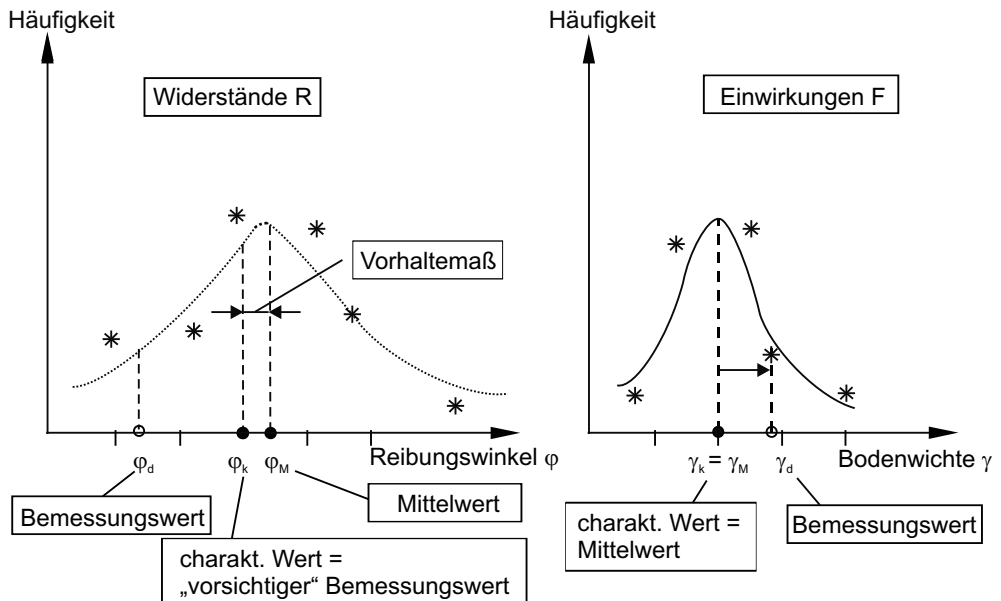 Häufigkeit
Widerstände R
Vorhaltemaß
φd
φk
φM
Reibungswinkel φ
Bemessungswert
Mittelwert
charakt. Wert =
„vorsichtiger“ Bemessungswert
Häufigkeit
Einwirkungen F
γk = γM
γd
Bodenwichte γ
charakt. Wert =
Mittelwert
Bemessungswert